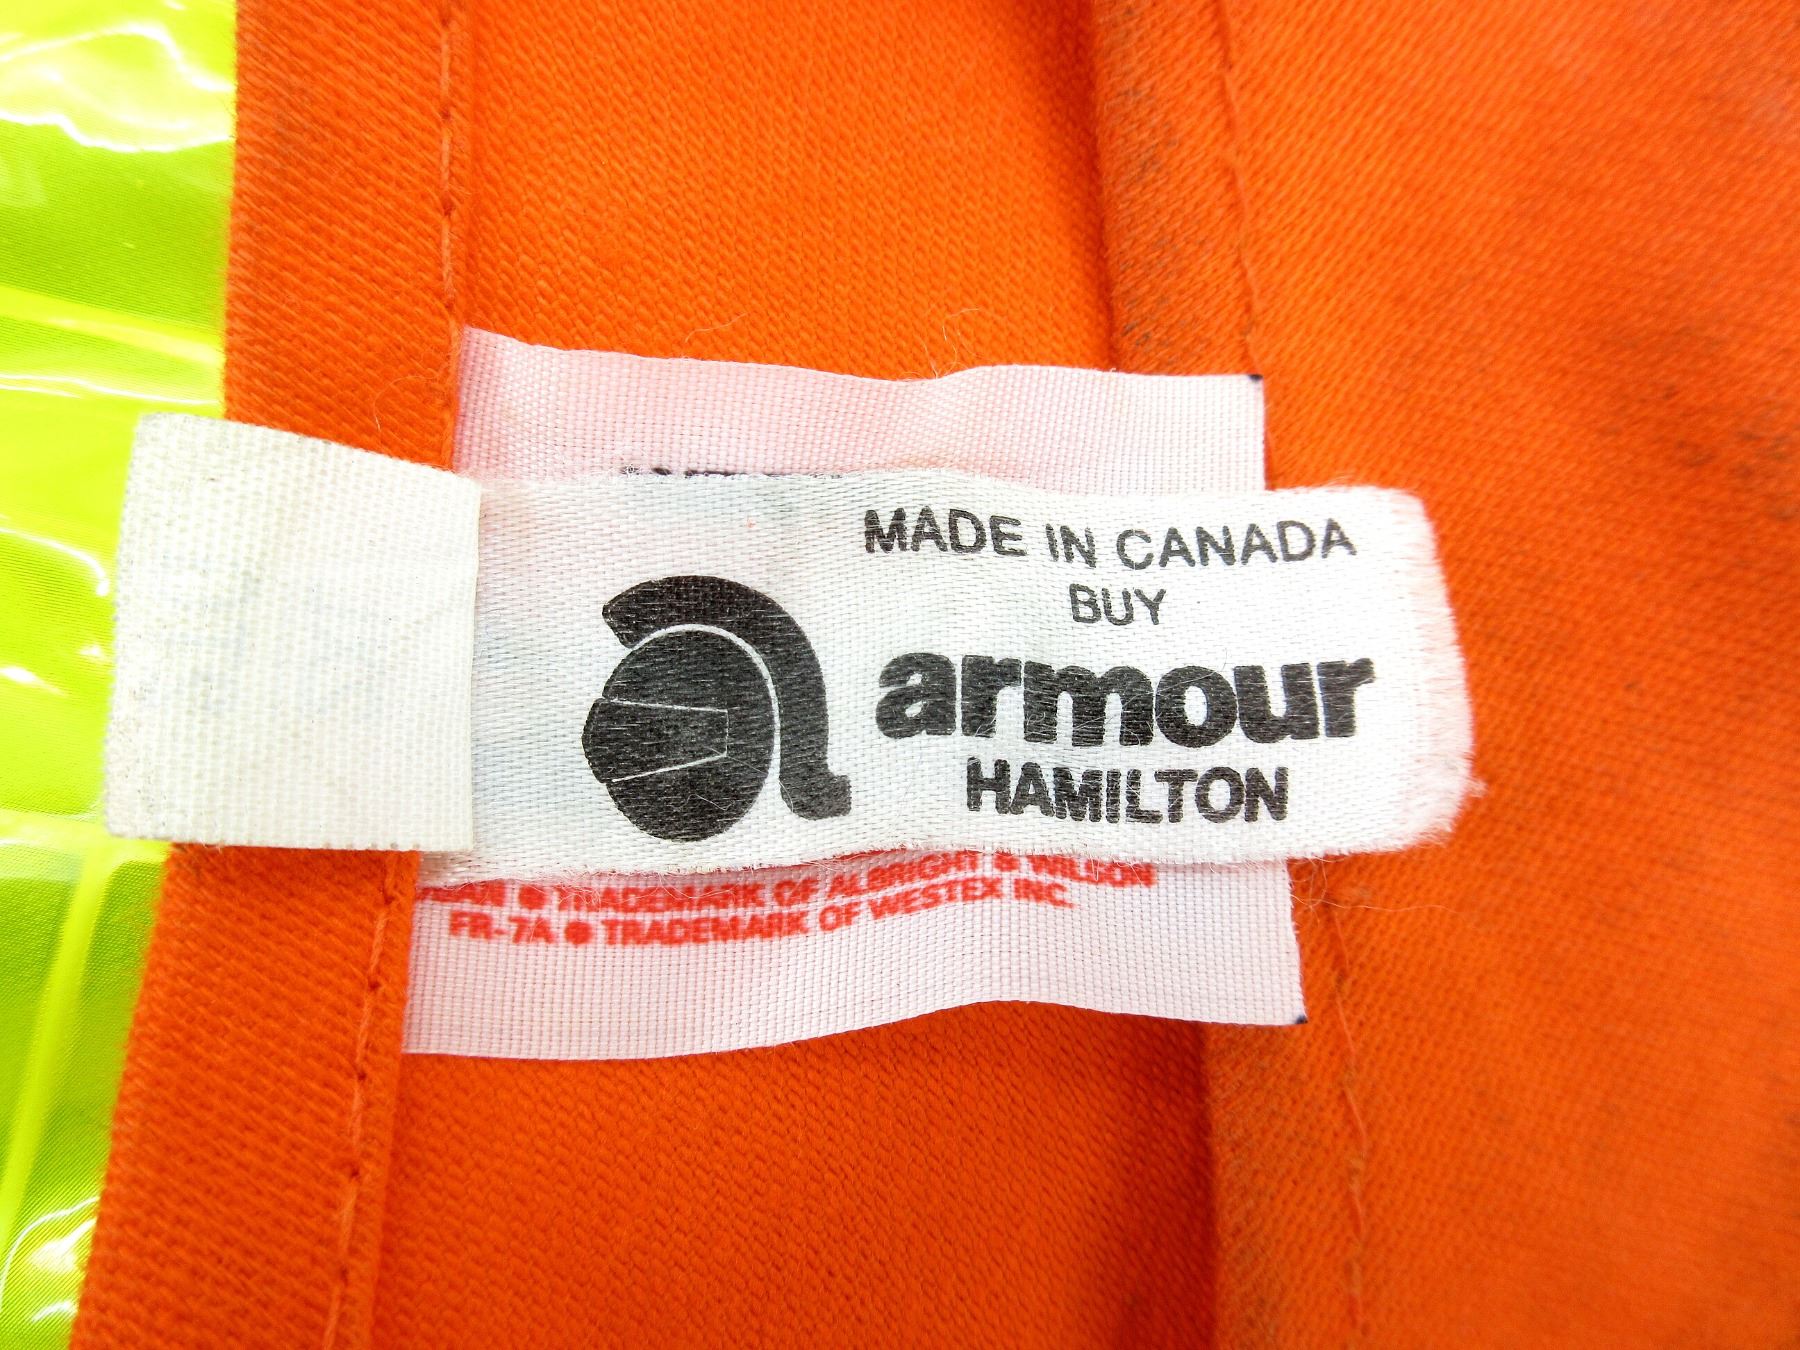 MADE IN CANADA
BUY
armour
HAMILTON
TRADEMARK OF ALBRIGHT ● WILSON
FR-7A ● TRADEMARK OF WESTEX INC.